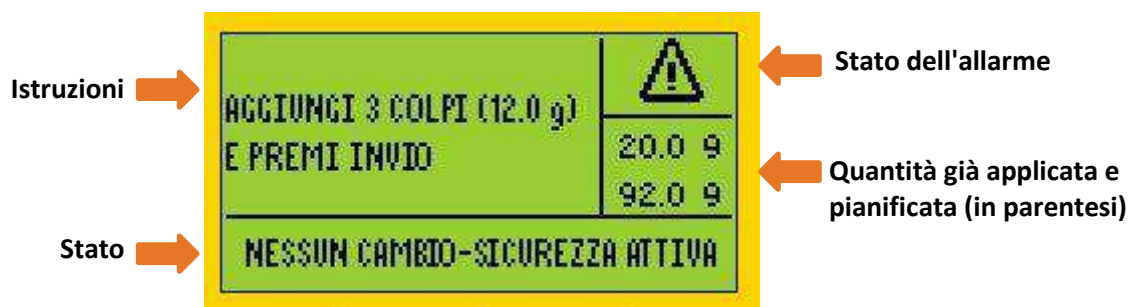 Istruzioni
AGGIUNGI 3 COLPI (12.0 g)
E PREMI INVIO
Stato dell'allarme
20.0 g
92.0 g
Quantità già applicata e
pianificata (in parentesi)
Stato
NESSUN CAMBIO-SICUREZZA ATTIVA